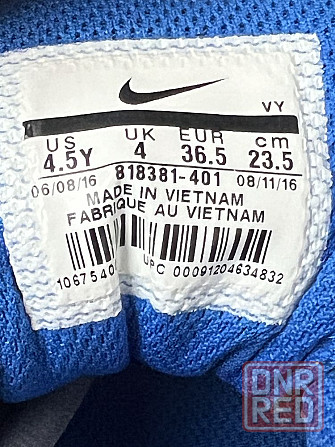 VY
US UK EUR cm
4.5Y 4 36.5 23.5
06/08/16 818381-401 08/11/16
MADE IN VIETNAM
FABRIQUE AU VIETNAM
UPC 00091204634832
DNR
RED